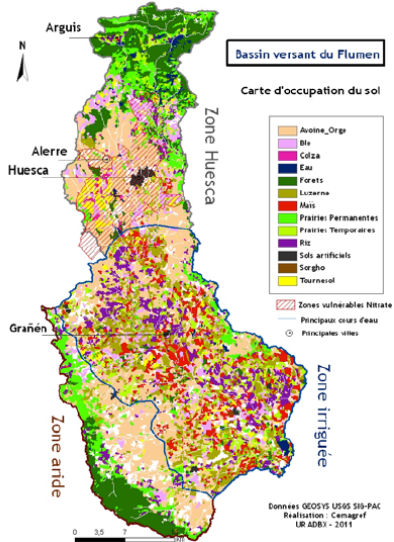 Arguis
Bassin versant du Flumen
N
Carte d'occupation du sol
Zone Huesca
Alerre
Huesca
Avoine_Orge
Ble
Colza
Eau
Forets
Luzerne
Maïs
Prairies Permanentes
Prairies Temporaires
Riz
Sols artificiels
Sorgho
Tournesol
Zones vulnérables Nitrate
Principaux cours d'eau
Principales villes
Grañén
Zone irriguée
Zone aride
Données GEOSYS USGS SIG-PAC
Réalisation : Cemagref
UR ADBX - 2011
0 3,5 7